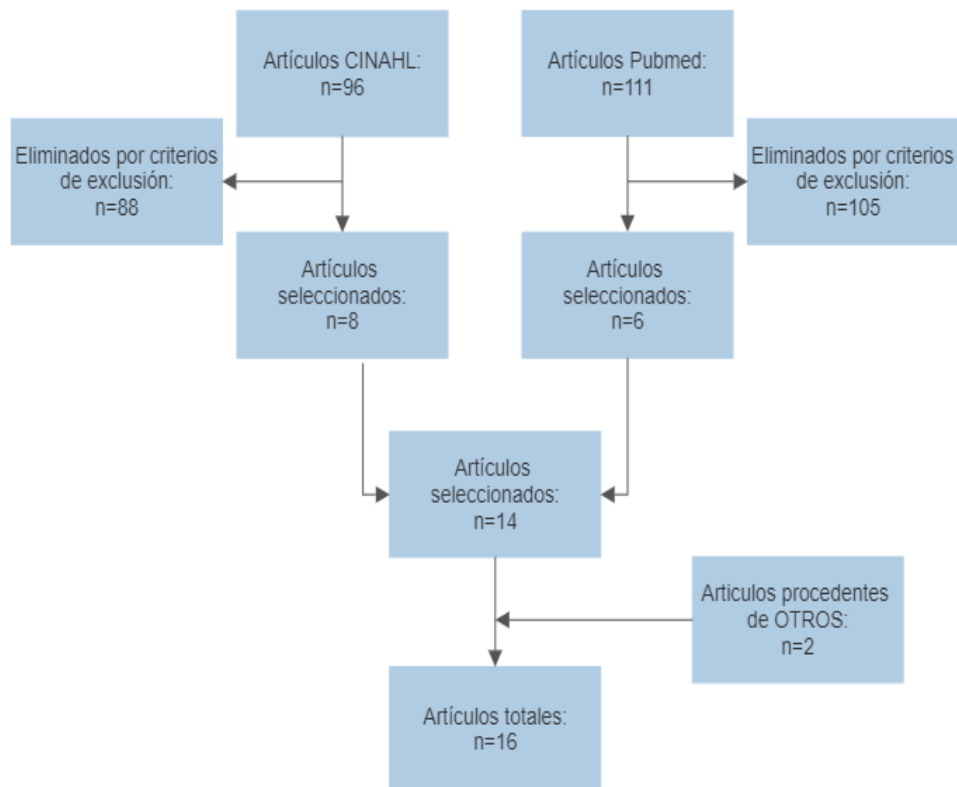 Artículos CINAHL:
n=96
Artículos Pubmed:
n=111
Eliminados por criterios
de exclusión:
n=88
Eliminados por criterios
de exclusión:
n=105
Artículos
seleccionados:
n=8
Artículos
seleccionados:
n=6
Artículos
seleccionados:
n=14
Articulos procedentes
de OTROS:
n=2
Artículos totales:
n=16